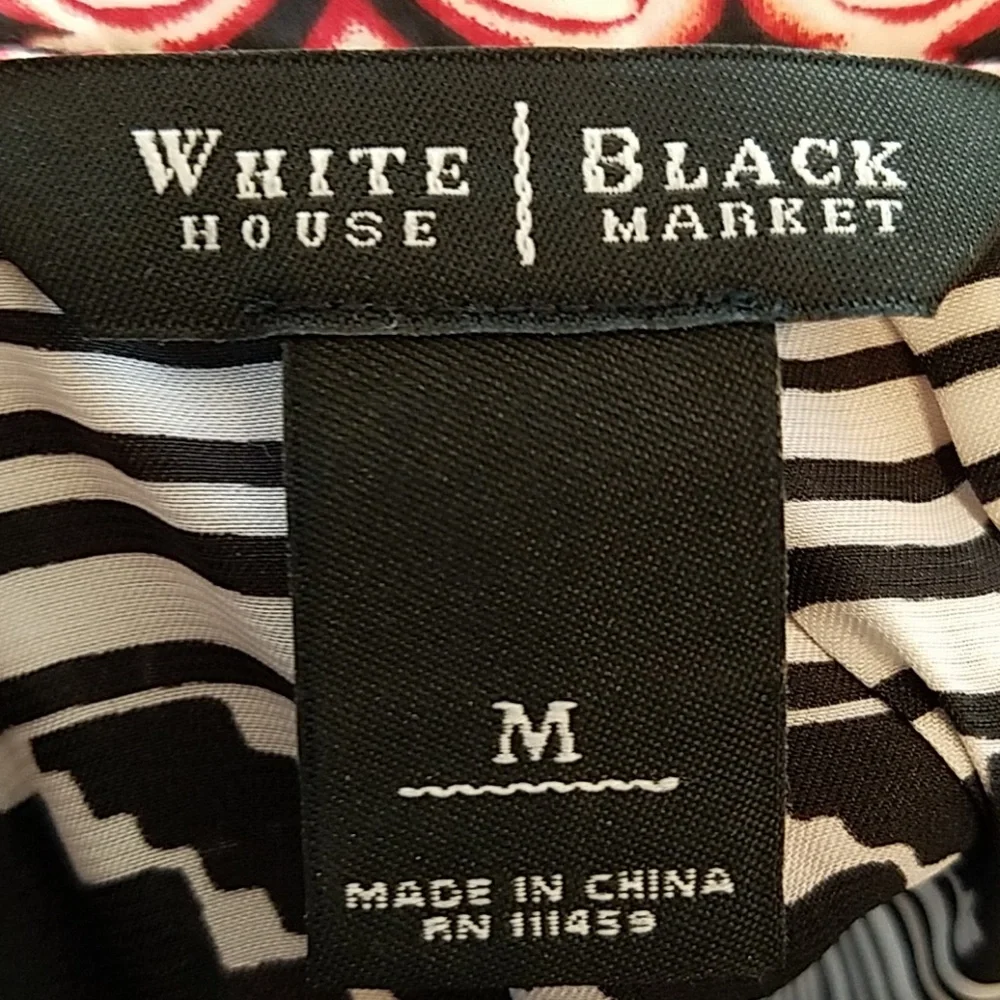 WHITE | BLACK
HOUSE | MARKET
M
MADE IN CHINA
RN 111459